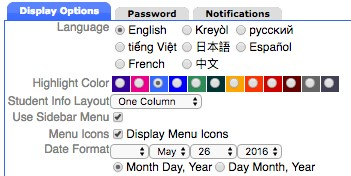 Display Options Password Notifications
Language English Kreyòl русский
tiếng Việt 日本語 Español
French 中文
Highlight Color
Student Info Layout One Column
Use Sidebar Menu
Menu Icons Display Menu Icons
Date Format May 26 2016
Month Day, Year Day Month, Year